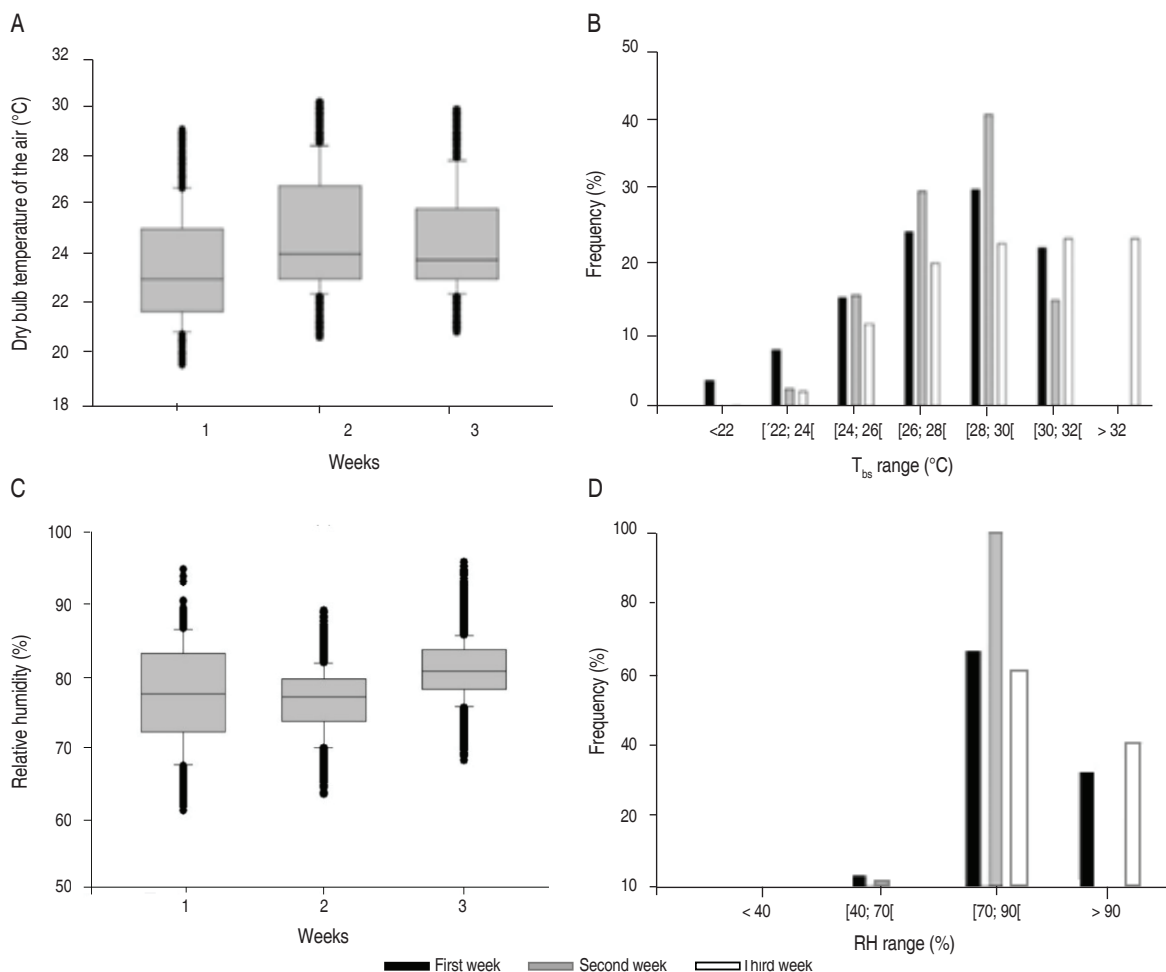 A
Dry bulb temperature of the air (°C)
32
30
28
26
24
22
20
18
1 2 3
Weeks
B
Frequency (%)
50
40
30
20
10
0
<22 [´22; 24[ [24; 26[ [26; 28[ [28; 30[ [30; 32[ > 32
Tbs range (°C)
C
Relative humidity (%)
100
90
80
70
60
50
1 2 3
Weeks
D
Frequency (%)
100
80
60
40
20
10
< 40 [40; 70[ [70; 90[ > 90
RH range (%)
First week Second week Third week